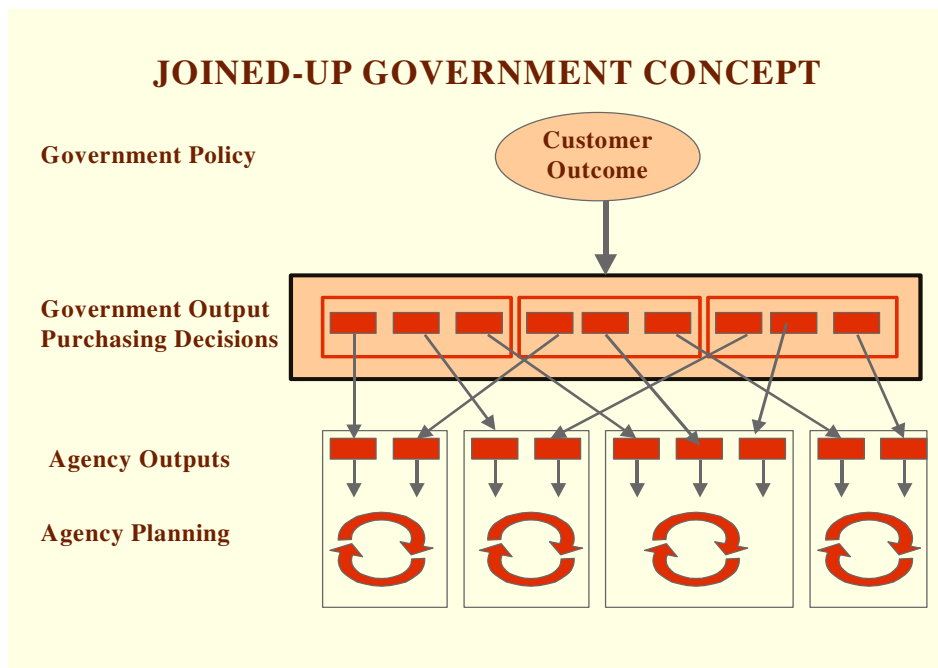 JOINED-UP GOVERNMENT CONCEPT
Government Policy
Customer
Outcome
Government Output
Purchasing Decisions
Agency Outputs
Agency Planning